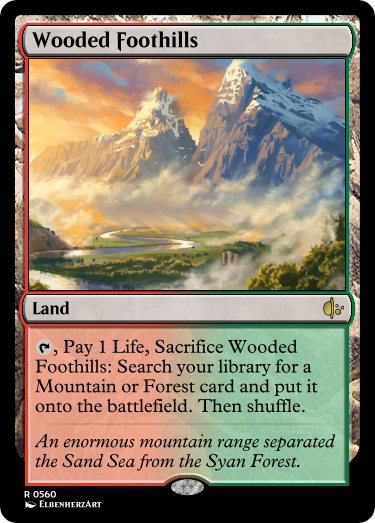 Wooded Foothills
Land
, Pay 1 Life, Sacrifice Wooded
Foothills: Search your library for a
Mountain or Forest card and put it
onto the battlefield. Then shuffle.
An enormous mountain range separated
the Sand Sea from the Syan Forest.
R 0560
ElbenherzArt